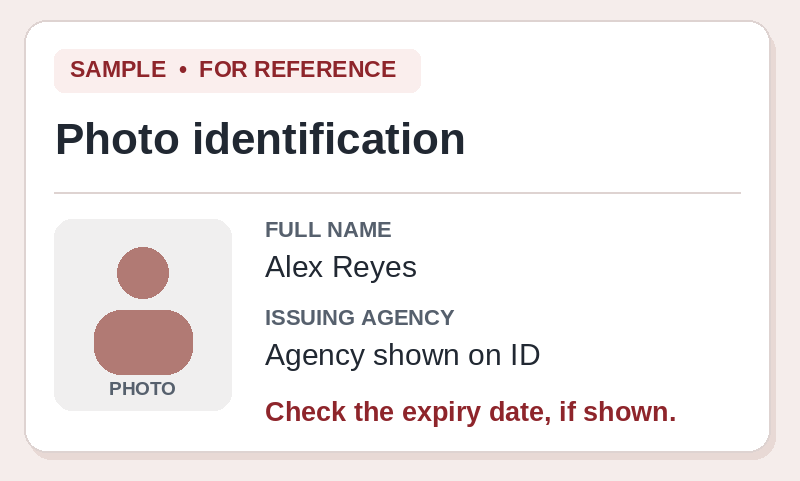 SAMPLE • FOR REFERENCE
Photo identification
PHOTO
FULL NAME
Alex Reyes
ISSUING AGENCY
Agency shown on ID
Check the expiry date, if shown.